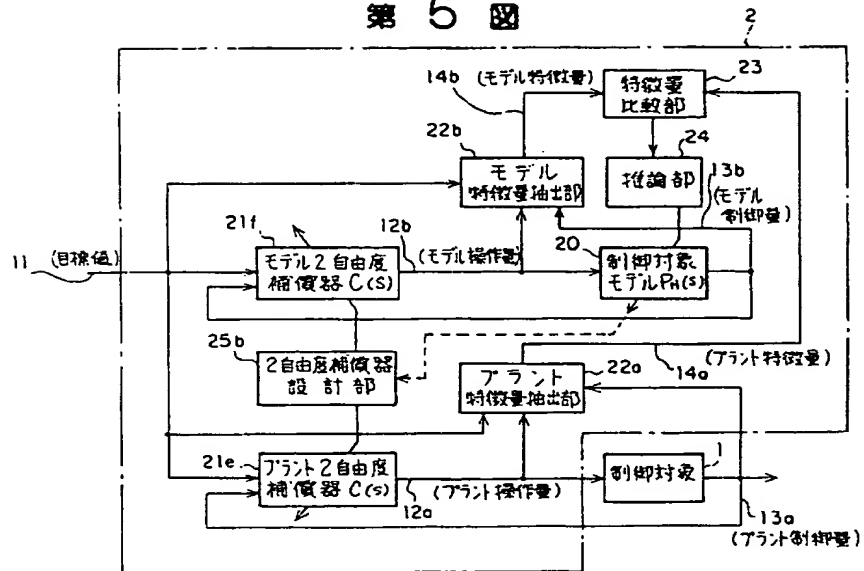 第 5 図
2
14b (モデル特徴量)
特徴量
比較部
23
22b
モデル
特徴量抽出部
24
推論部
13b
(モデル
制御量)
21f
12b
(モデル操作量)
20
11 (目標値)
モデル2自由度
補償器 C(S)
制御対象
モデルPM(S)
25b
2自由度補償器
設計部
プラント
特徴量抽出部
22a
14a
(プラント特徴量)
21e
プラント2自由度
補償器 C(S)
12a
(プラント操作量)
制御対象
1
13a
(プラント制御量)